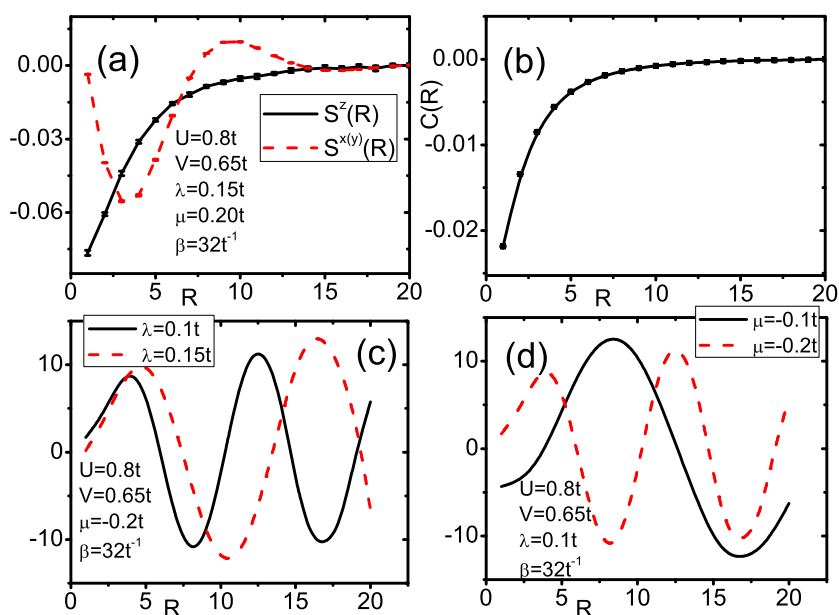 (a)
0.00
-0.03
-0.06
S^z(R)
S^x(y)(R)
U=0.8t
V=0.65t
λ=0.15t
μ=0.20t
β=32t^-1
0 5 10 15 20
R
(b)
C(R)
0.00
-0.01
-0.02
0 5 10 15 20
R
λ=0.1t
λ=0.15t
(c)
10
0
-10
U=0.8t
V=0.65t
μ=-0.2t
β=32t^-1
0 5 10 15 20
R
μ=-0.1t
μ=-0.2t
(d)
10
0
-10
U=0.8t
V=0.65t
λ=0.1t
β=32t^-1
0 5 10 15 20
R